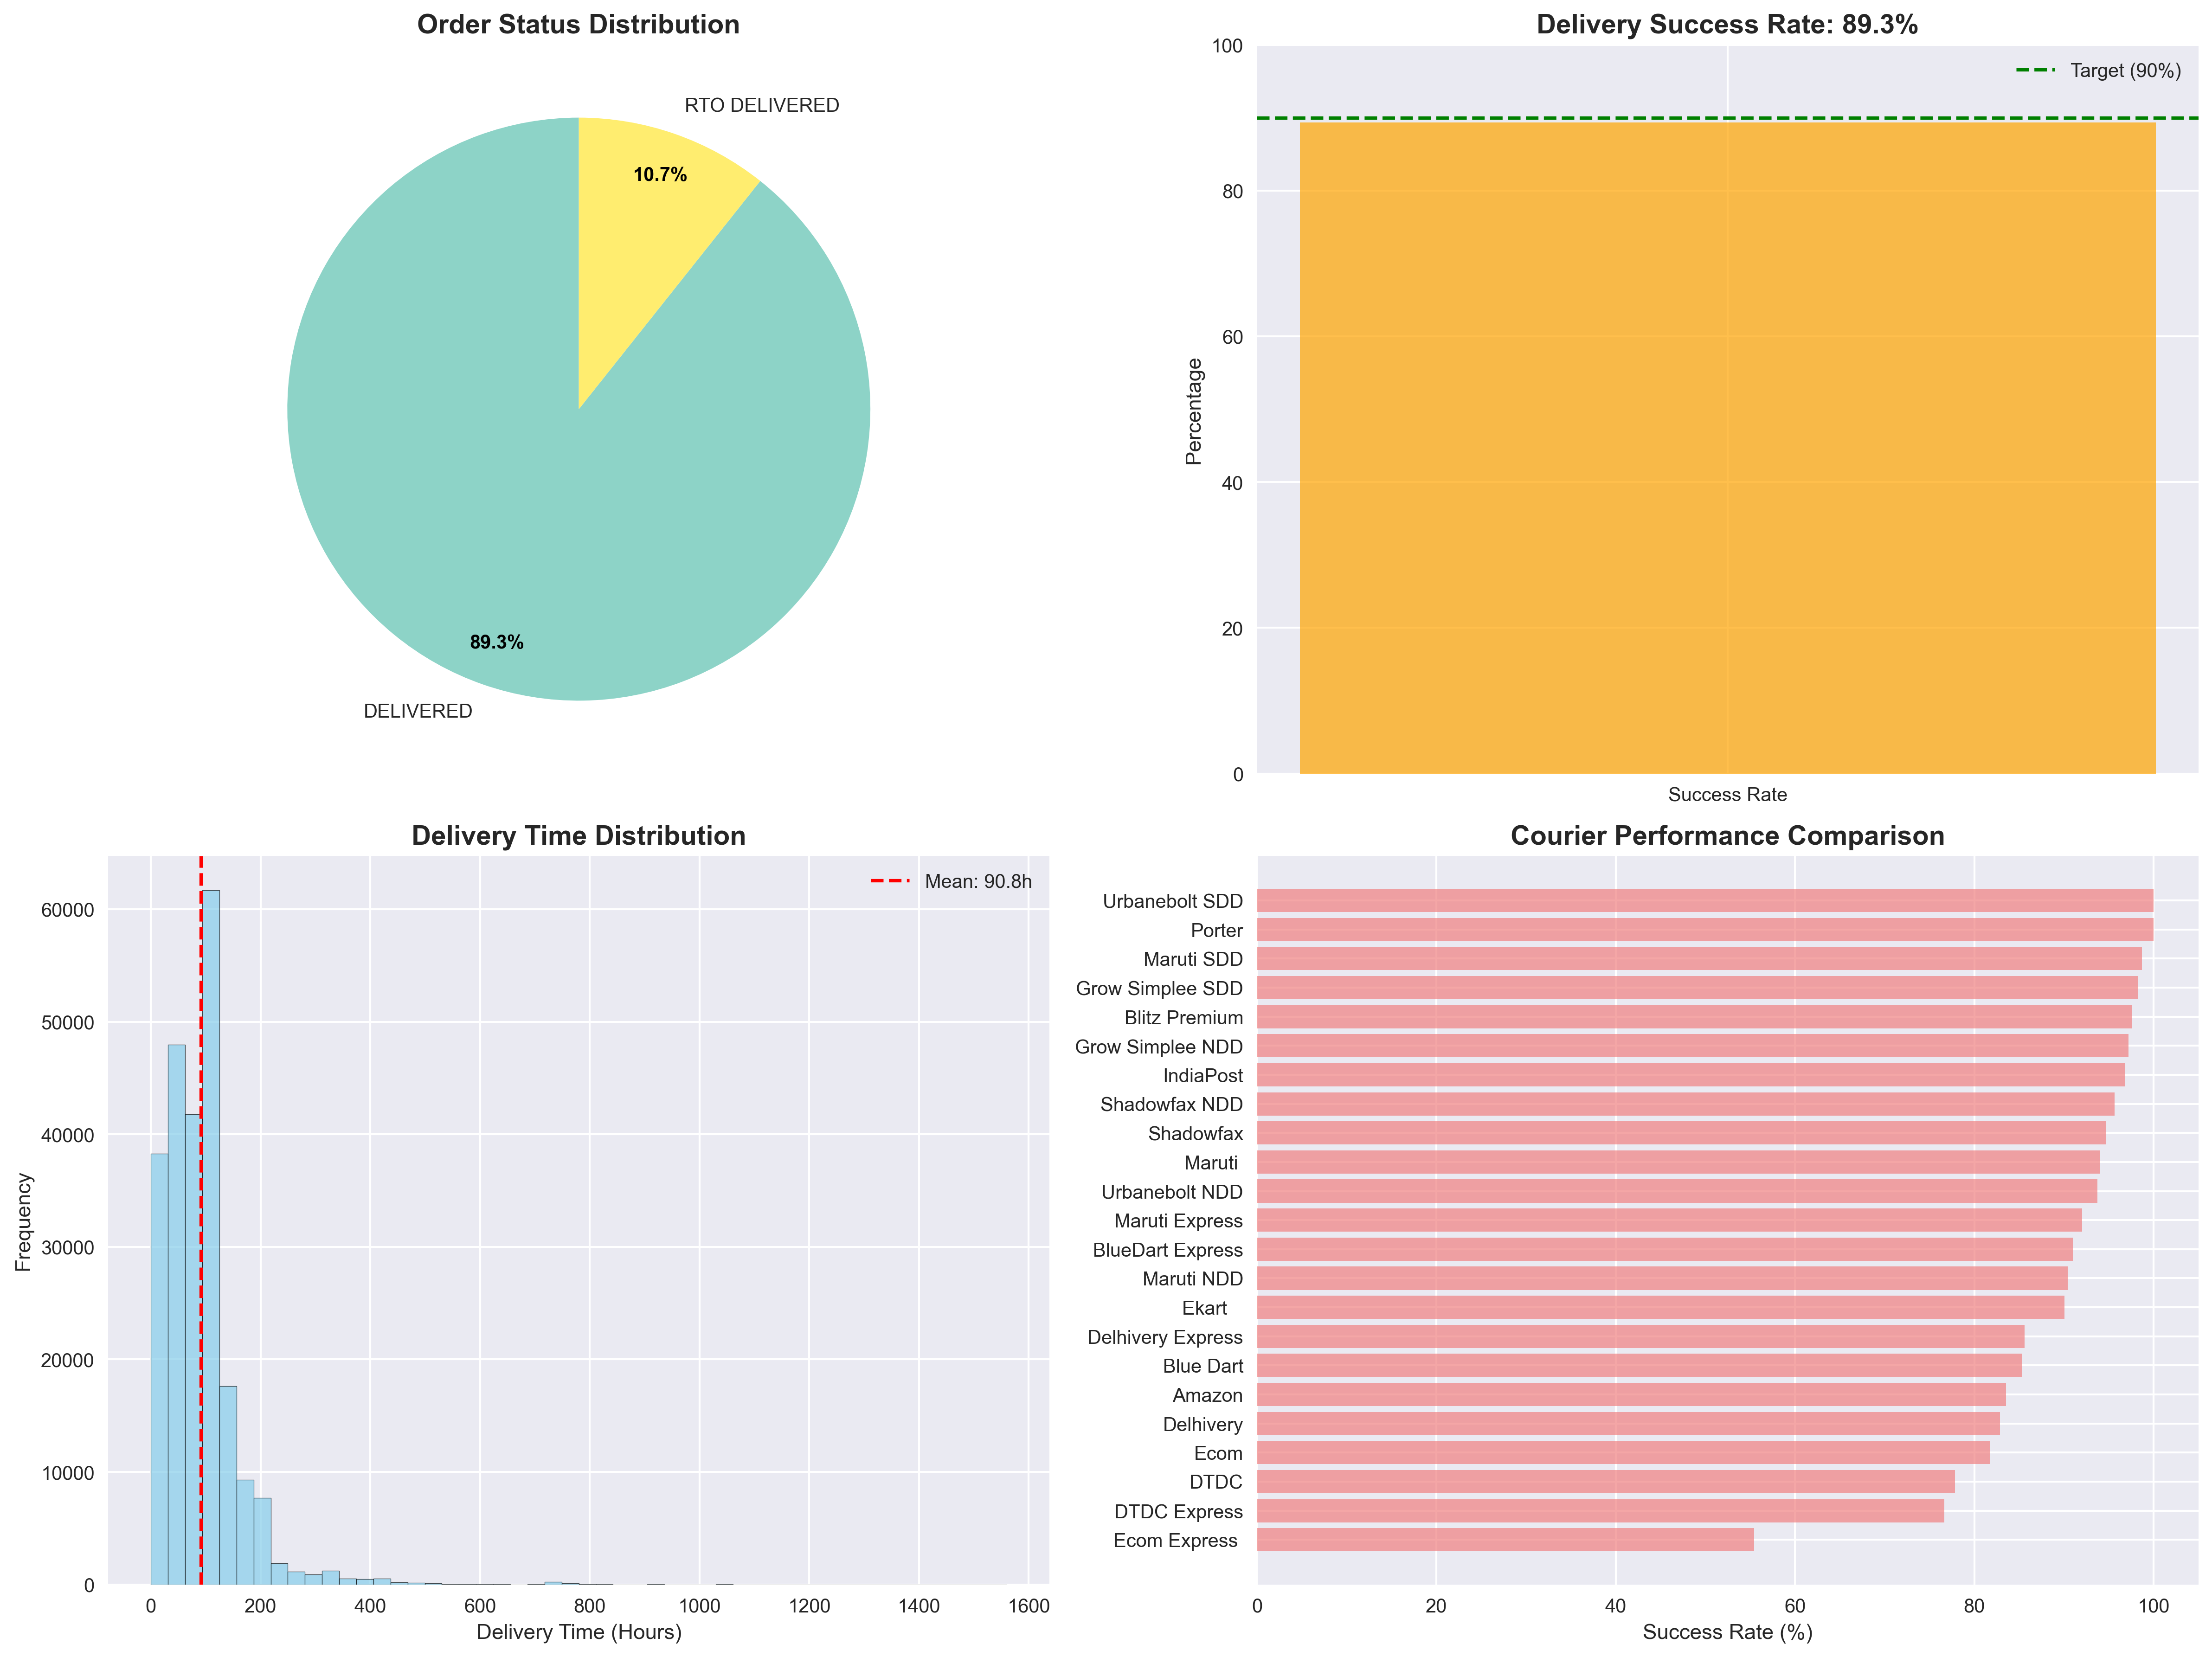 Order Status Distribution
RTO DELIVERED
10.7%
89.3%
DELIVERED
Delivery Success Rate: 89.3%
Target (90%)
100
80
60
40
20
0
Percentage
Success Rate
Delivery Time Distribution
Mean: 90.8h
60000
50000
40000
30000
20000
10000
0
Frequency
0 200 400 600 800 1000 1200 1400 1600
Delivery Time (Hours)
Courier Performance Comparison
Urbanebolt SDD
Porter
Maruti SDD
Grow Simplee SDD
Blitz Premium
Grow Simplee NDD
IndiaPost
Shadowfax NDD
Shadowfax
Maruti
Urbanebolt NDD
Maruti Express
BlueDart Express
Maruti NDD
Ekart
Delhivery Express
Blue Dart
Amazon
Delhivery
Ecom
DTDC
DTDC Express
Ecom Express
0 20 40 60 80 100
Success Rate (%)